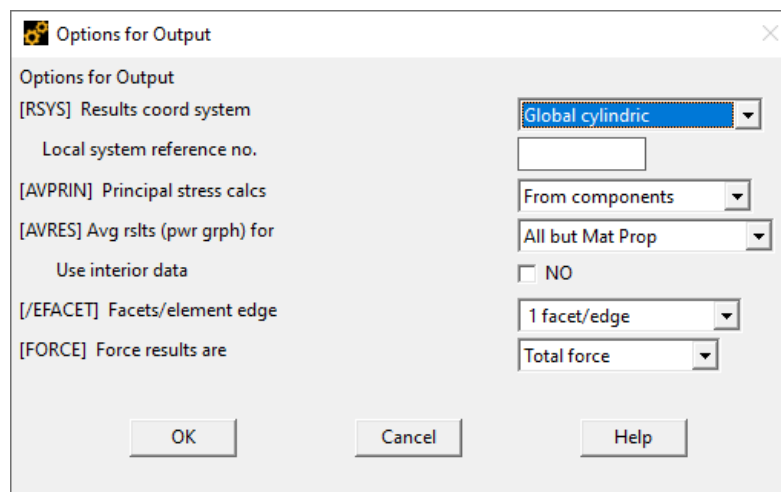 Options for Output
Options for Output
[RSYS] Results coord system Global cylindric
Local system reference no.
[AVPRIN] Principal stress calcs From components
[AVRES] Avg rslts (pwr grph) for All but Mat Prop
Use interior data NO
[/EFACET] Facets/element edge 1 facet/edge
[FORCE] Force results are Total force
OK Cancel Help